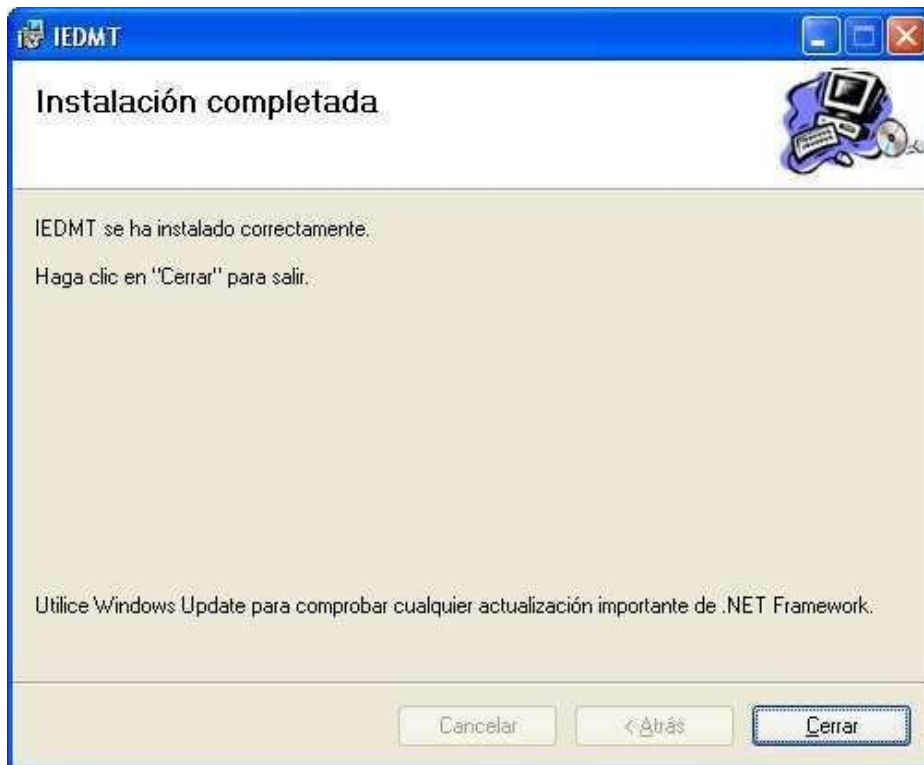 IEDMT
Instalación completada
IEDMT se ha instalado correctamente.
Haga clic en "Cerrar" para salir.
Utilice Windows Update para comprobar cualquier actualización importante de .NET Framework.
Cancelar
< Atrás
Cerrar